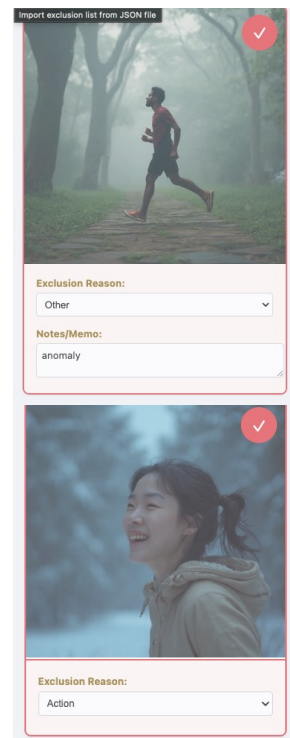 Import exclusion list from JSON file
Exclusion Reason:
Other
Notes/Memo:
anomaly
Exclusion Reason:
Action